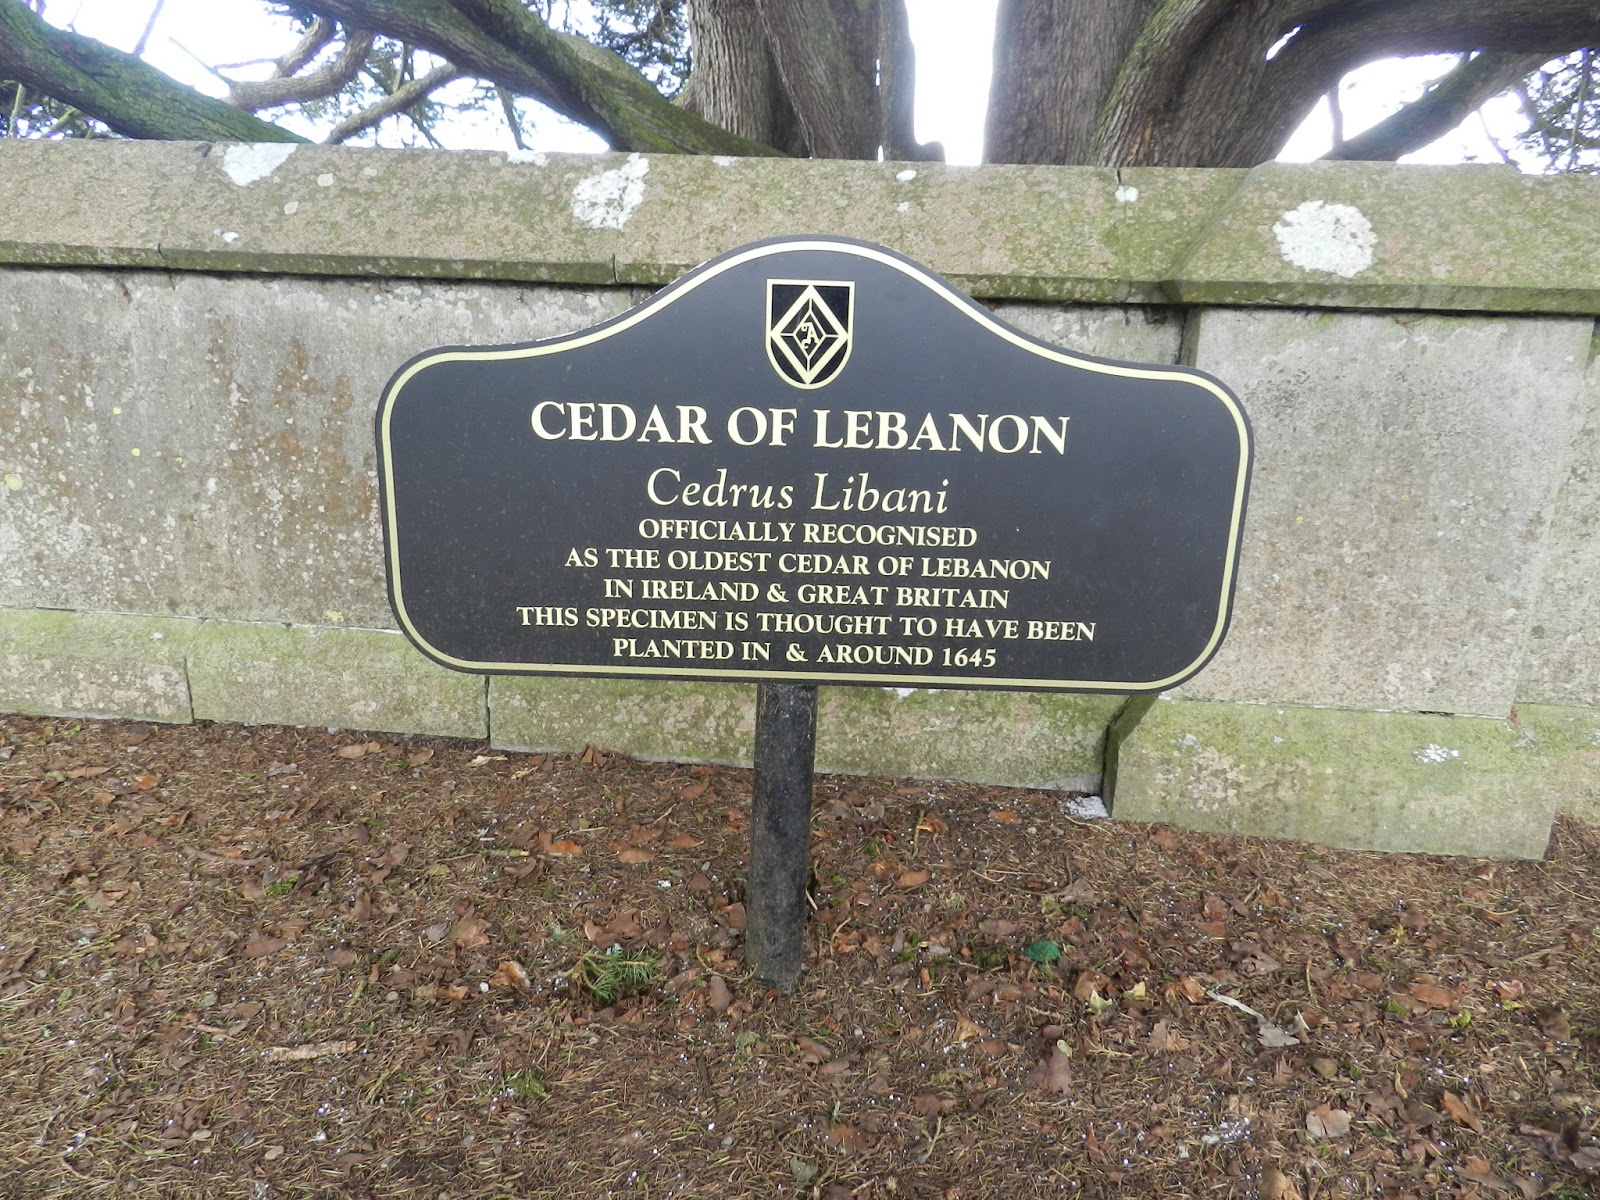 A
CEDAR OF LEBANON
Cedrus Libani
OFFICIALLY RECOGNISED
AS THE OLDEST CEDAR OF LEBANON
IN IRELAND & GREAT BRITAIN
THIS SPECIMEN IS THOUGHT TO HAVE BEEN
PLANTED IN & AROUND 1645